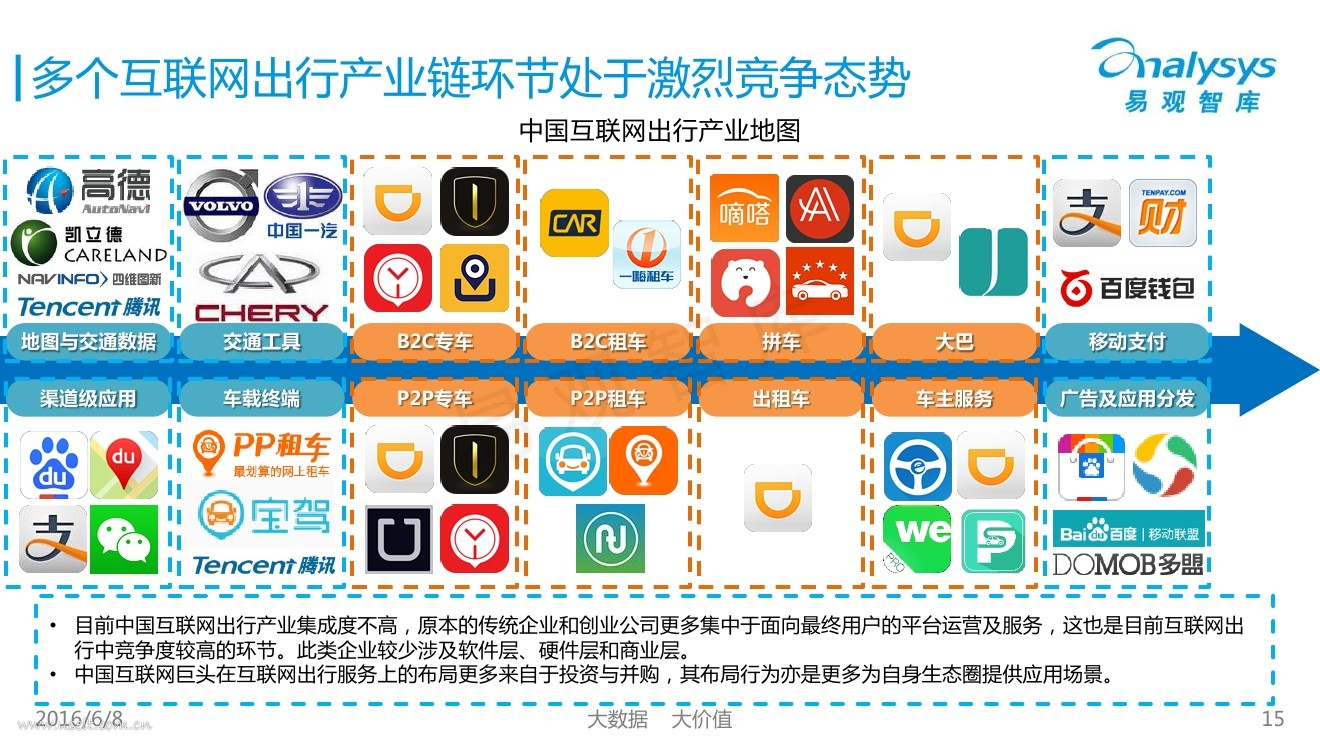 多个互联网出行产业链环节处于激烈竞争态势
analysys
易观智库
中国互联网出行产业地图
高德
AutoNavi
凯立德
CARELAND
NAVINFO 四维图新
Tencent 腾讯
VOLVO
中国一汽
CHERY
CAR
一嗨租车
嘀嗒
TENPAY.COM
财
支
百度钱包
地图与交通数据
交通工具
B2C专车
B2C租车
拼车
大巴
移动支付
易观智库
渠道级应用
车载终端
P2P专车
P2P租车
出租车
车主服务
广告及应用分发
du
du
支
PP租车
最划算的网上租车
宝驾
Tencent 腾讯
we
PRO
Bai du 百度 | 移动联盟
DOMOB多盟
• 目前中国互联网出行产业集成度不高，原本的传统企业和创业公司更多集中于面向最终用户的平台运营及服务，这也是目前互联网出
行中竞争度较高的环节。此类企业较少涉及软件层、硬件层和商业层。
• 中国互联网巨头在互联网出行服务上的布局更多来自于投资与并购，其布局行为亦是更多为自身生态圈提供应用场景。
2016/6/8
大数据 大价值
15